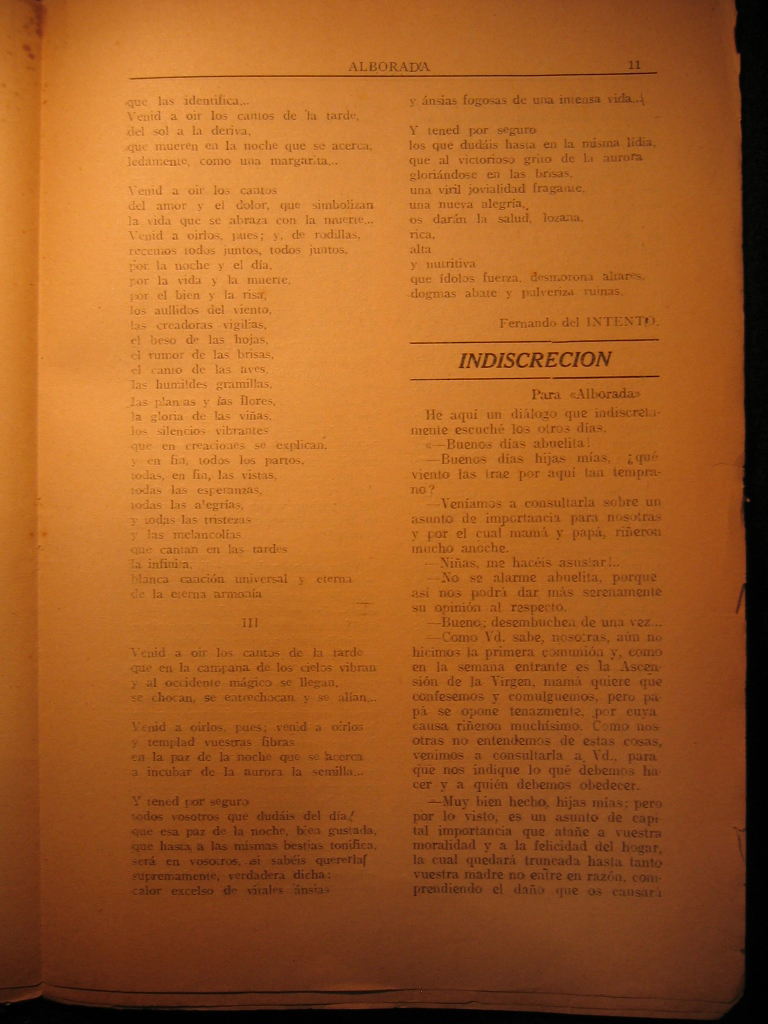 ALBORADA
11
que las identifica...
Venid a oir los cantos de la tarde,
del sol a la deriva,
que mueren en la noche que se acerca,
ledamente, como una margarita...
Venid a oir los cantos
del amor y el dolor, que simbolizan
la vida que se abraza con la muerte...
Venid a oirlos, pues; y, de rodillas,
recemos todos juntos, todos juntos,
por la noche y el día,
por la vida y la muerte,
por el bien y la risa,
los aullidos del viento,
las creadoras vigilias,
el beso de las hojas,
el rumor de las brisas,
el canto de las aves,
las humildes gramillas,
las plantas y las flores,
la gloria de las viñas,
los silencios vibrantes
que en creaciones se explican,
y en fin, todos los partos,
todas, en fin, las vistas,
todas las esperanzas,
todas las alegrías,
y todas las tristezas
y las melancolías
que cantan en las tardes
la infinita,
blanca canción universal y eterna
de la eterna armonía
III
Venid a oir los cantos de la tarde
que en la campana de los cielos vibran
y al occidente mágico se llegan,
se chocan, se entrechocan y se alían...
Venid a oirlos, pues; venid a oirlos
y templad vuestras fibras
en la paz de la noche que se acerca
a incubar de la aurora la semilla...
Y tened por seguro
todos vosotros que dudáis del día,
que esa paz de la noche, bien gustada,
que hasta a las mismas bestias tonifica,
será en vosotros, si sabéis quererla
supremamente, verdadera dicha:
calor excelso de vitales ánsias
y ánsias fogosas de una intensa vida...
Y tened por seguro
los que dudáis hasta en la misma lidia,
que al victorioso grito de la aurora
gloriándose en las brisas,
una viril jovialidad fragante,
una nueva alegría,
os darán la salud, lozana,
rica,
alta
y nutritiva
que ídolos fuerza, desmorona altares,
dogmas abate y pulveriza ruinas.
Fernando del INTENTO.
INDISCRECION
Para «Alborada»
He aquí un diálogo que indiscreta-
mente escuché los otros días.
«—Buenos días abuelita!
—Buenos días hijas mías, ¿qué
viento las trae por aquí tan tempra-
no?
—Veníamos a consultarla sobre un
asunto de importancia para nosotras
y por el cual mamá y papá, riñeron
mucho anoche.
—Niñas, me hacéis asustar!..
—No se alarme abuelita, porque
así nos podrá dar más serenamente
su opinión al respecto.
—Bueno; desembuchen de una vez...
—Como Vd. sabe, nosotras, aún no
hicimos la primera comunión y, como
en la semana entrante es la Ascen-
sión de la Virgen, mamá quiere que
confesemos y comulguemos, pero pa-
pá se opone tenazmente, por cuya
causa riñeron muchísimo. Como nos-
otras no entendemos de estas cosas,
venimos a consultarla a Vd., para
que nos indique lo qué debemos ha-
cer y a quién debemos obedecer.
—Muy bien hecho, hijas mías; pero
por lo visto, es un asunto de capi-
tal importancia que atañe a vuestra
moralidad y a la felicidad del hogar,
la cual quedará truncada hasta tanto
vuestra madre no entre en razón, com-
prendiendo el daño que os causará